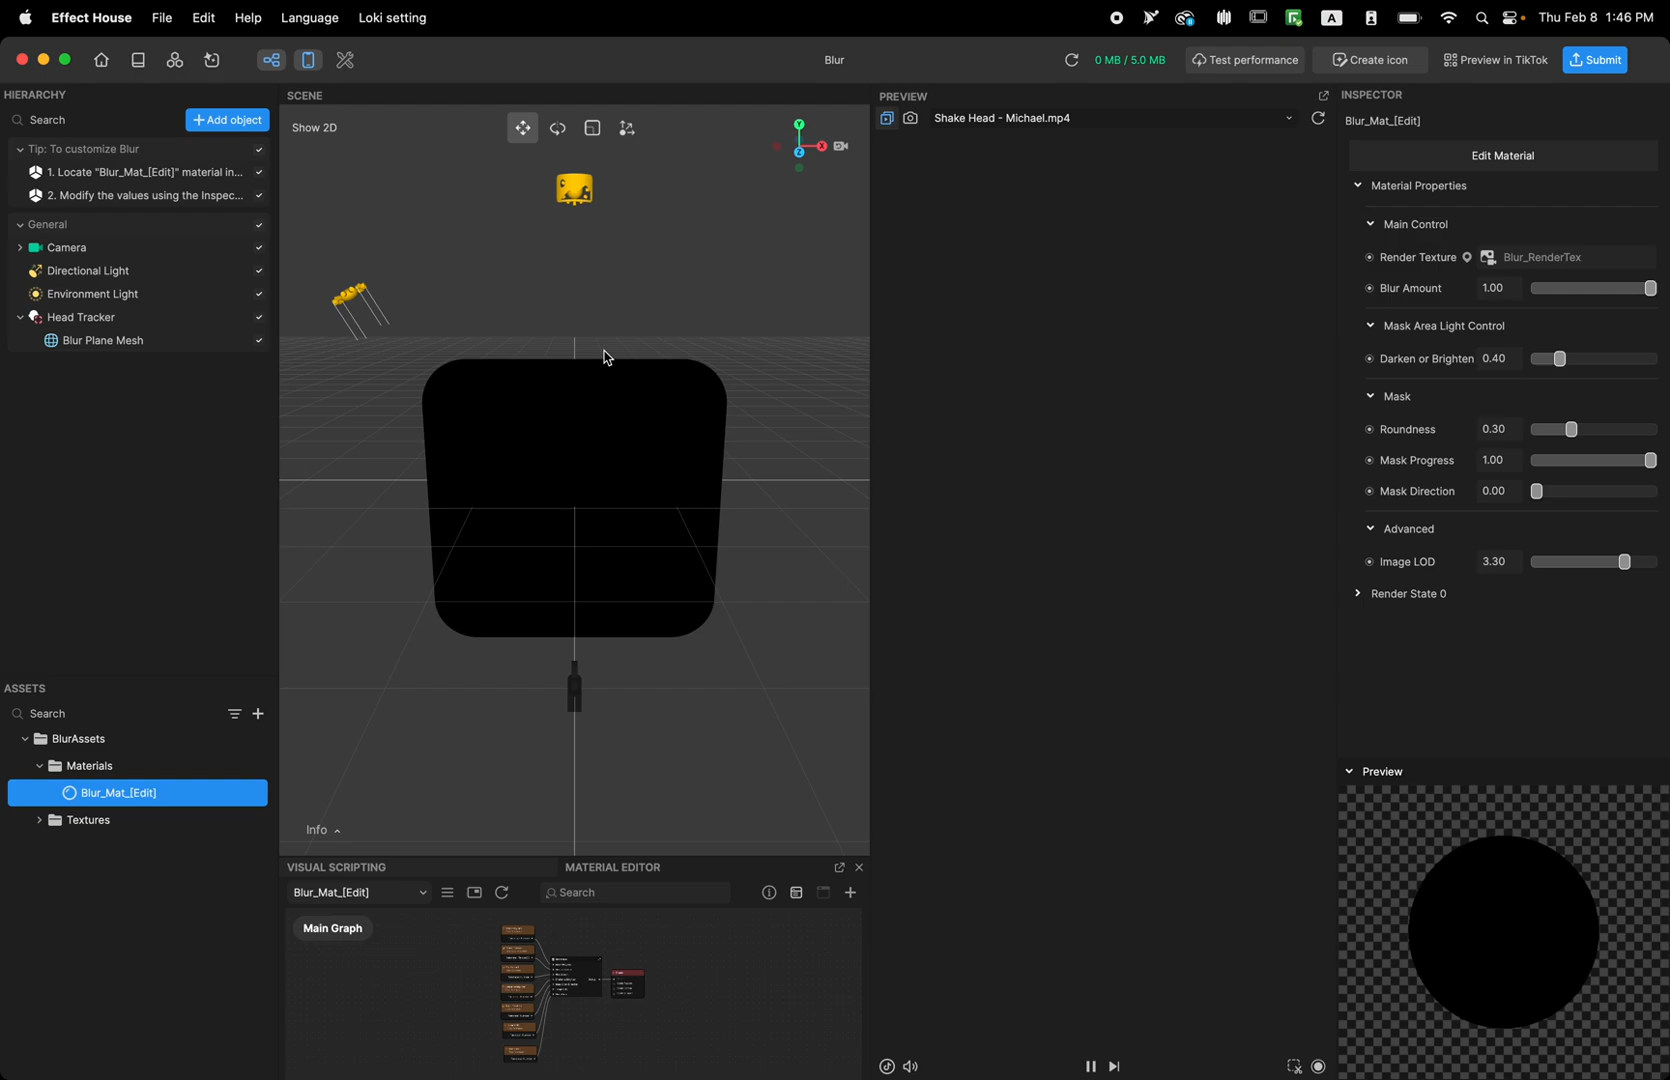 Effect House File Edit Help Language Loki setting
A Thu Feb 8 1:46 PM
Blur
0 MB / 5.0 MB Test performance Create icon Preview in TikTok Submit
HIERARCHY
Search
+ Add object
Tip: To customize Blur
1. Locate "Blur_Mat_[Edit]" material in...
2. Modify the values using the Inspec...
General
Camera
Directional Light
Environment Light
Head Tracker
Blur Plane Mesh
ASSETS
Search
BlurAssets
Materials
Blur_Mat_[Edit]
Textures
SCENE
Show 2D
Y
X
Z
Info
VISUAL SCRIPTING
MATERIAL EDITOR
Blur_Mat_[Edit]
Search
Main Graph
PREVIEW
Shake Head - Michael.mp4
INSPECTOR
Blur_Mat_[Edit]
Edit Material
Material Properties
Main Control
Render Texture Blur_RenderTex
Blur Amount 1.00
Mask Area Light Control
Darken or Brighten 0.40
Mask
Roundness 0.30
Mask Progress 1.00
Mask Direction 0.00
Advanced
Image LOD 3.30
Render State 0
Preview